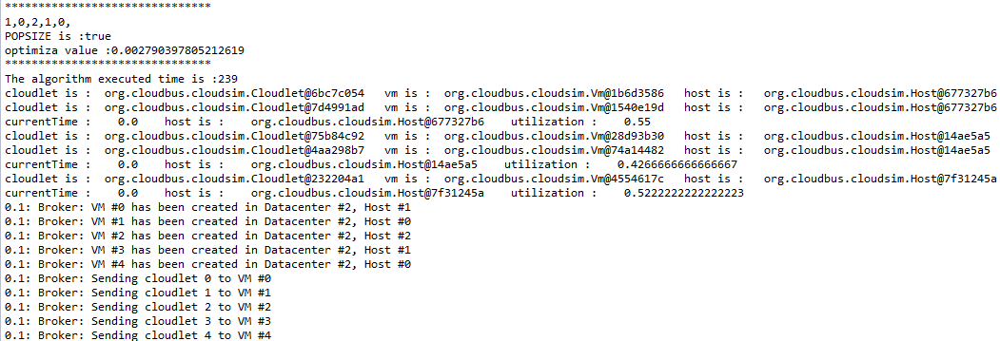 ******************************
1,0,2,1,0,
POPSIZE is :true
optimiza value :0.002790397805212619
******************************
The algorithm executed time is :239
cloudlet is :  org.cloudbus.cloudsim.Cloudlet@6bc7c054   vm is :  org.cloudbus.cloudsim.Vm@1b6d3586   host is :   org.cloudbus.cloudsim.Host@677327b6
cloudlet is :  org.cloudbus.cloudsim.Cloudlet@7d4991ad   vm is :  org.cloudbus.cloudsim.Vm@1540e19d   host is :   org.cloudbus.cloudsim.Host@677327b6
currentTime :   0.0   host is :   org.cloudbus.cloudsim.Host@677327b6   utilization :   0.55
cloudlet is :  org.cloudbus.cloudsim.Cloudlet@75b84c92   vm is :  org.cloudbus.cloudsim.Vm@28d93b30   host is :   org.cloudbus.cloudsim.Host@14ae5a5
cloudlet is :  org.cloudbus.cloudsim.Cloudlet@4aa298b7   vm is :  org.cloudbus.cloudsim.Vm@74a14482   host is :   org.cloudbus.cloudsim.Host@14ae5a5
currentTime :   0.0   host is :   org.cloudbus.cloudsim.Host@14ae5a5   utilization :   0.4266666666666667
cloudlet is :  org.cloudbus.cloudsim.Cloudlet@232204a1   vm is :  org.cloudbus.cloudsim.Vm@4554617c   host is :   org.cloudbus.cloudsim.Host@7f31245a
currentTime :   0.0   host is :   org.cloudbus.cloudsim.Host@7f31245a   utilization :   0.5222222222222223
0.1: Broker: VM #0 has been created in Datacenter #2, Host #1
0.1: Broker: VM #1 has been created in Datacenter #2, Host #0
0.1: Broker: VM #2 has been created in Datacenter #2, Host #2
0.1: Broker: VM #3 has been created in Datacenter #2, Host #1
0.1: Broker: VM #4 has been created in Datacenter #2, Host #0
0.1: Broker: Sending cloudlet 0 to VM #0
0.1: Broker: Sending cloudlet 1 to VM #1
0.1: Broker: Sending cloudlet 2 to VM #2
0.1: Broker: Sending cloudlet 3 to VM #3
0.1: Broker: Sending cloudlet 4 to VM #4